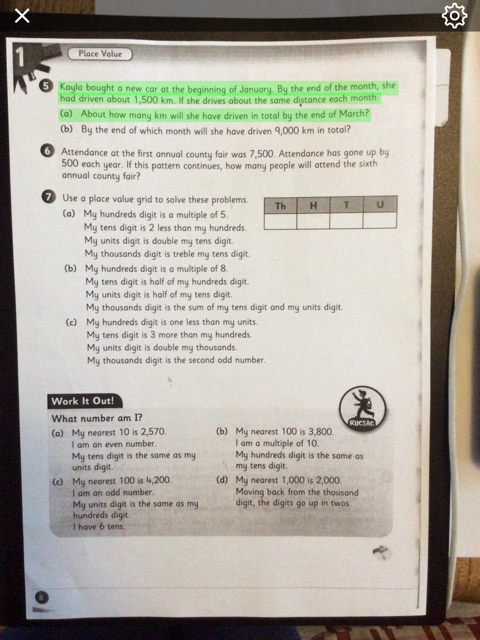 1
Place Value
5 Kayla bought a new car at the beginning of January. By the end of the month, she
had driven about 1,500 km. If she drives about the same distance each month:
(a) About how many km will she have driven in total by the end of March?
(b) By the end of which month will she have driven 9,000 km in total?
6 Attendance at the first annual county fair was 7,500. Attendance has gone up by
500 each year. If this pattern continues, how many people will attend the sixth
annual county fair?
7 Use a place value grid to solve these problems.
Th H T U
(a) My hundreds digit is a multiple of 5.
My tens digit is 2 less than my hundreds.
My units digit is double my tens digit.
My thousands digit is treble my tens digit.
(b) My hundreds digit is a multiple of 8.
My tens digit is half of my hundreds digit.
My units digit is half of my tens digit.
My thousands digit is the sum of my tens digit and my units digit.
(c) My hundreds digit is one less than my units.
My tens digit is 3 more than my hundreds.
My units digit is double my thousands.
My thousands digit is the second odd number.
Work It Out!
RUCSAC
What number am I?
(a) My nearest 10 is 2,570.
I am an even number.
My tens digit is the same as my
units digit.
(b) My nearest 100 is 3,800.
I am a multiple of 10.
My hundreds digit is the same as
my tens digit.
(c) My nearest 100 is 4,200.
I am an odd number.
My units digit is the same as my
hundreds digit.
I have 6 tens.
(d) My nearest 1,000 is 2,000.
Moving back from the thousand
digit, the digits go up in twos.
8